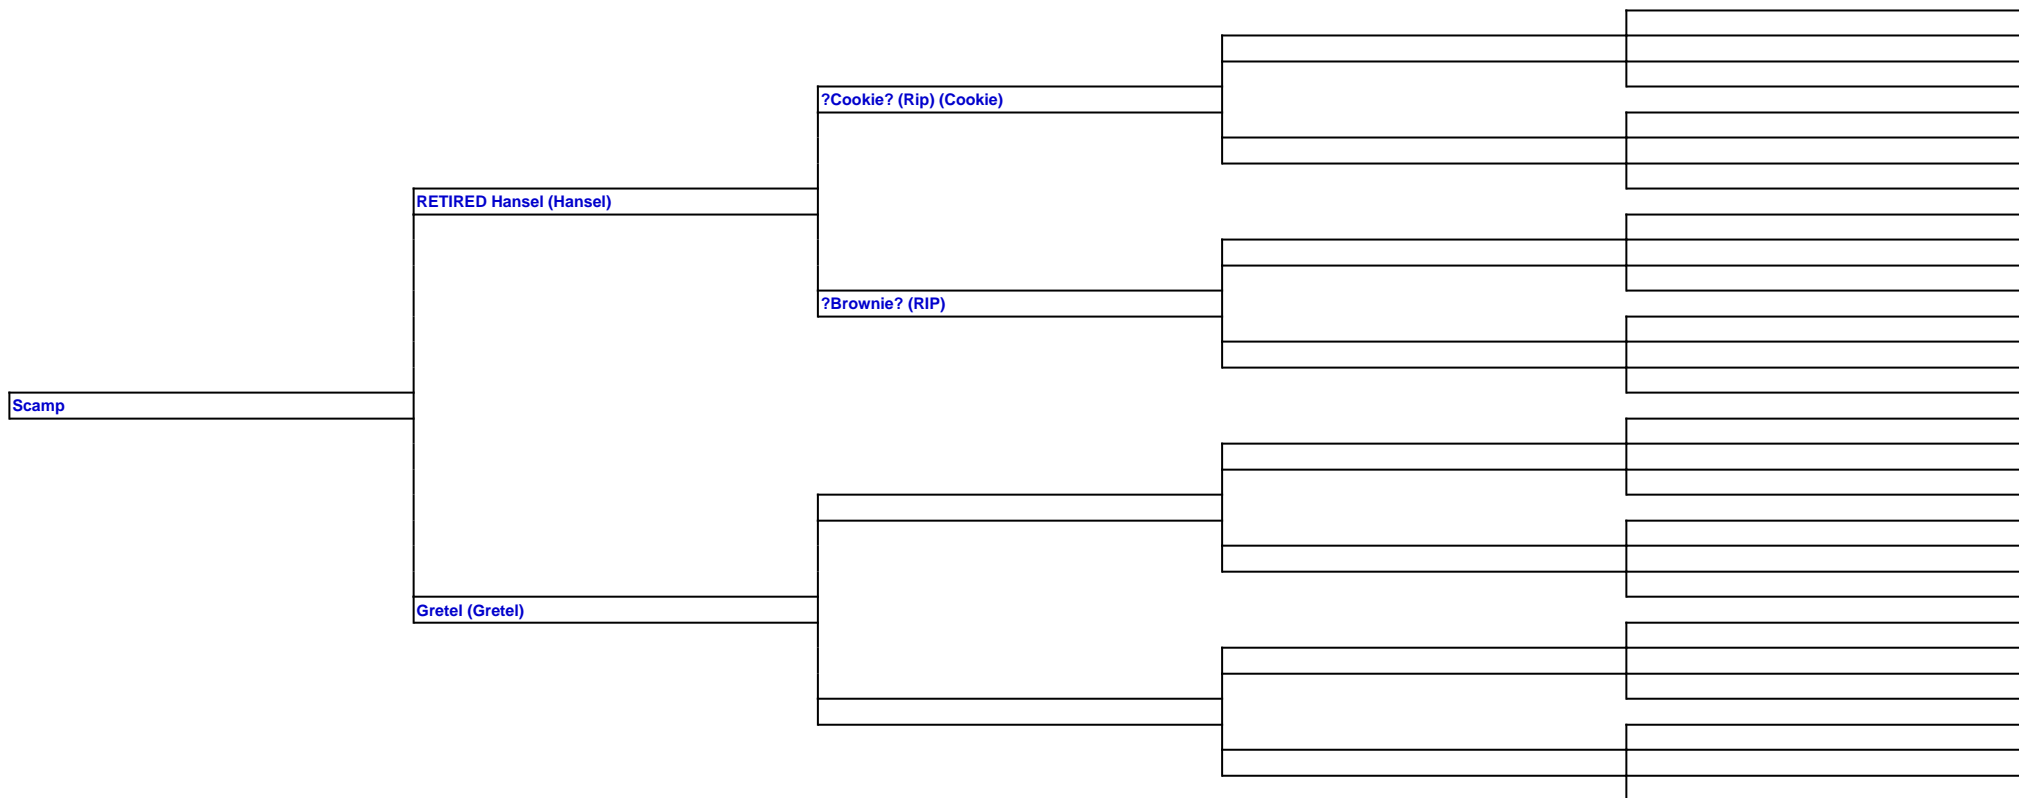 ?Cookie? (Rip) (Cookie)
RETIRED Hansel (Hansel)
?Brownie? (RIP)
Scamp
Gretel (Gretel)